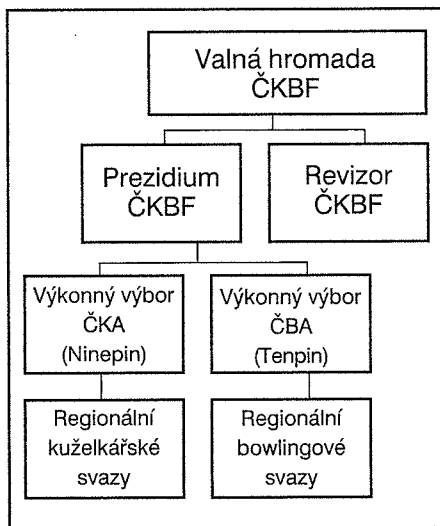 Valná hromada
ČKBF
Prezidium
ČKBF
Revizor
ČKBF
Výkonný výbor
ČKA
(Ninepin)
Výkonný výbor
ČBA
(Tenpin)
Regionální
kuželkářské
svazy
Regionální
bowlingové
svazy